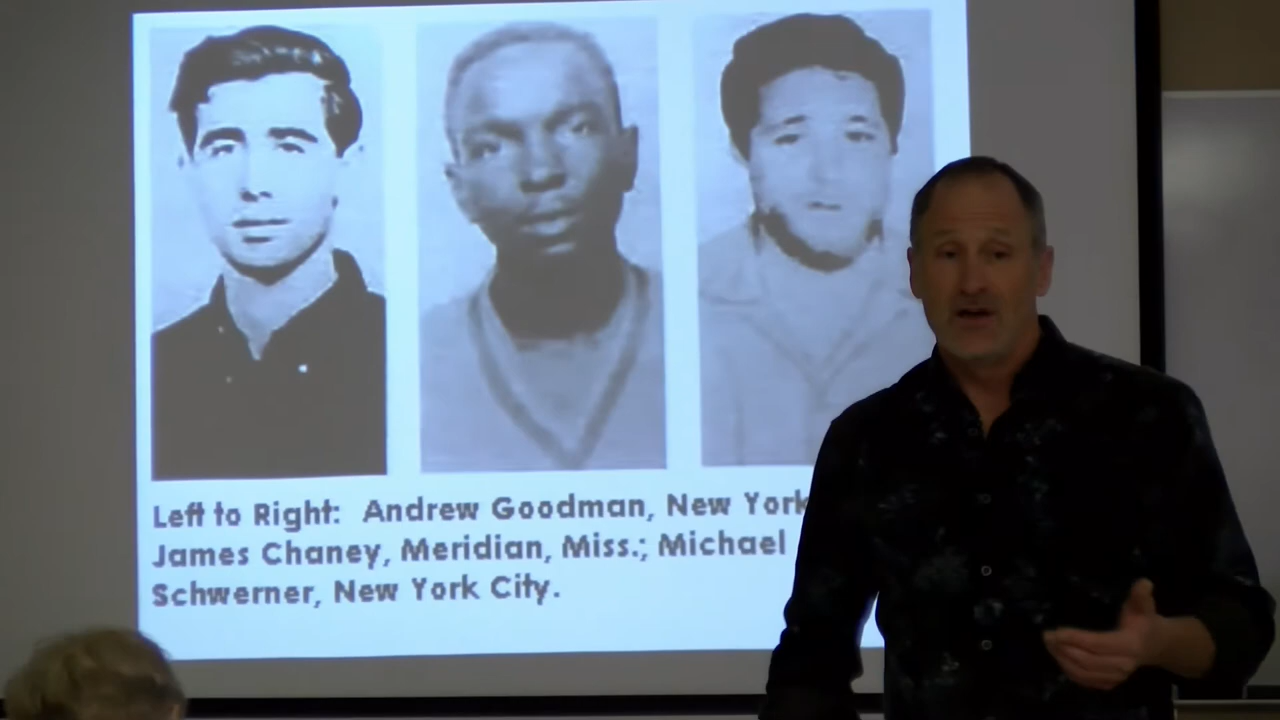 Left to Right: Andrew Goodman, New York
James Chaney, Meridian, Miss.; Michael
Schwerner, New York City.